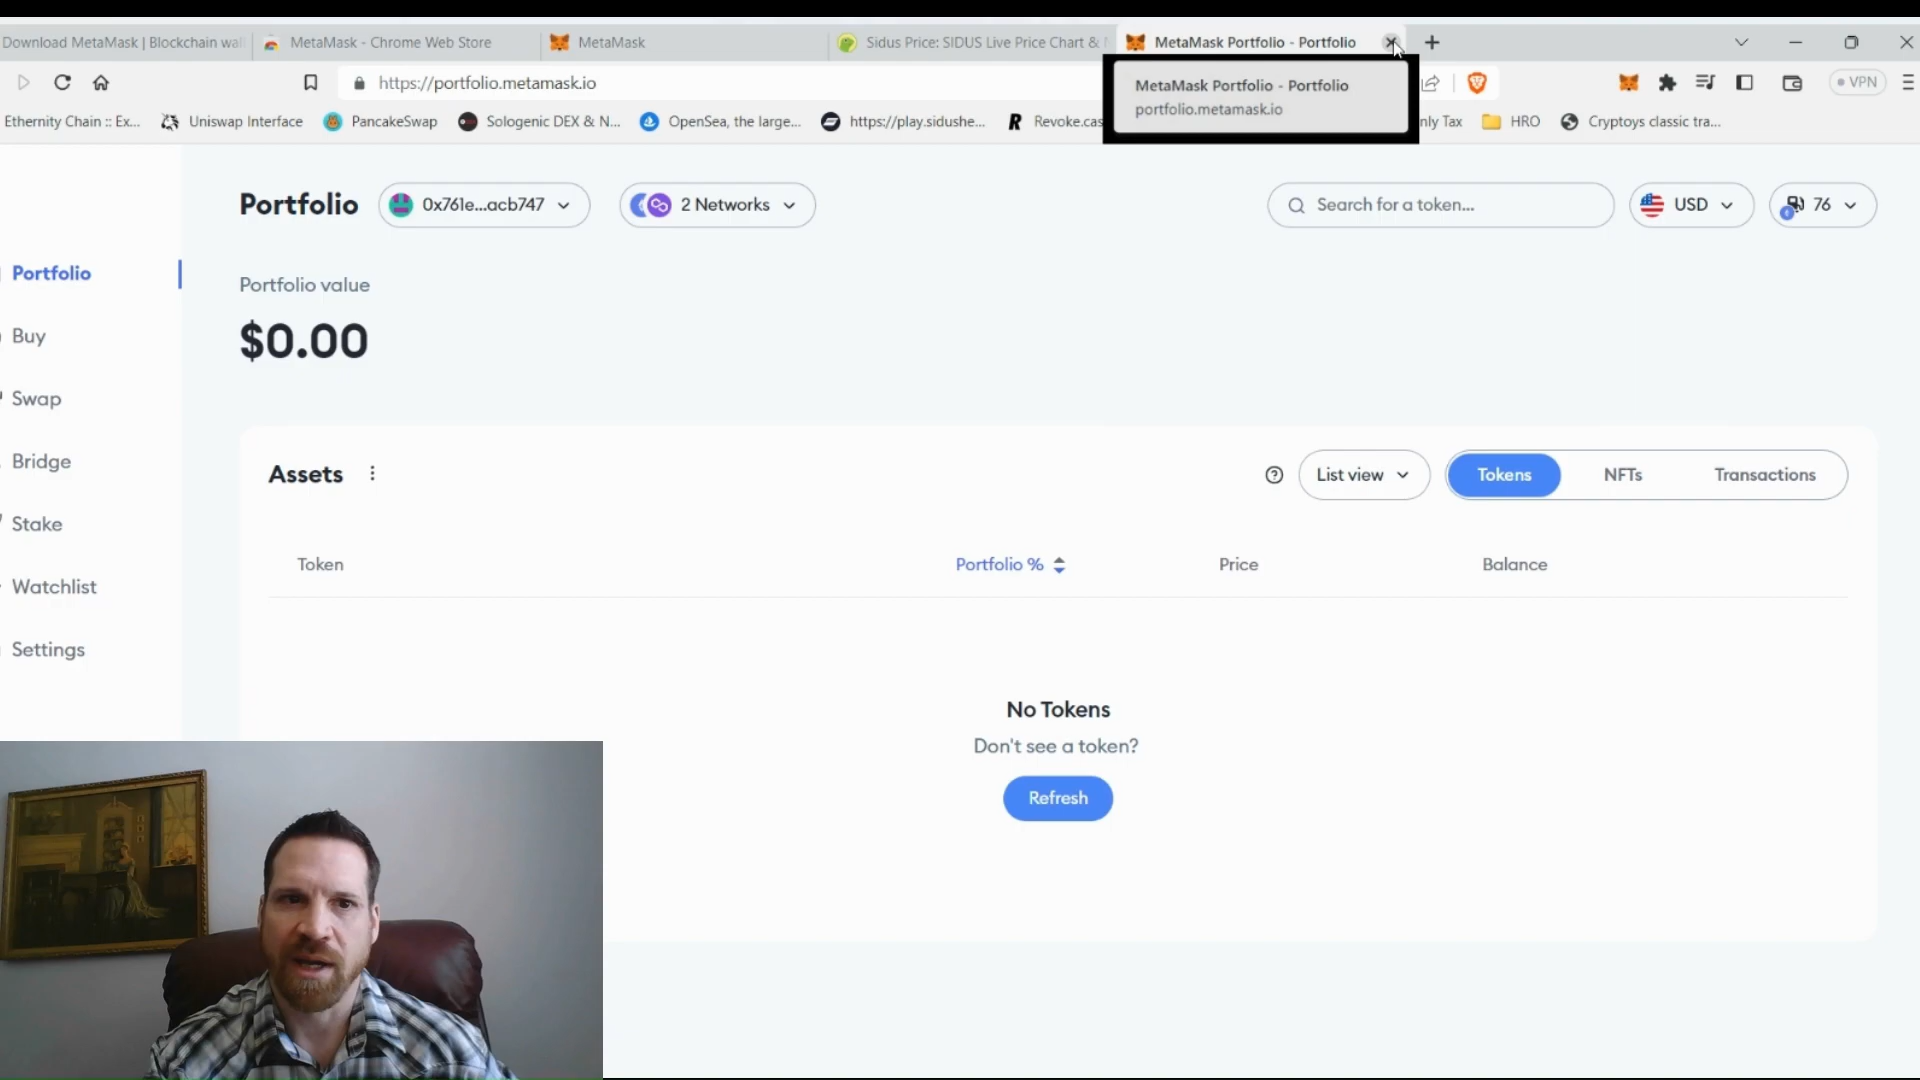 Download MetaMask | Blockchain wal
MetaMask - Chrome Web Store
MetaMask
Sidus Price: SIDUS Live Price Chart &
MetaMask Portfolio - Portfolio
https://portfolio.metamask.io
MetaMask Portfolio - Portfolio
portfolio.metamask.io
VPN
Ethernity Chain :: Ex...
Uniswap Interface
PancakeSwap
Sologenic DEX & N...
OpenSea, the large...
https://play.sidushe...
Revoke.cas
nly Tax
HRO
Cryptoys classic tra...
Portfolio
0x761e...acb747
2 Networks
Search for a token...
USD
76
Portfolio
Buy
Swap
Bridge
Stake
Watchlist
Settings
Portfolio value
$0.00
Assets
List view
Tokens
NFTs
Transactions
Token
Portfolio %
Price
Balance
No Tokens
Don't see a token?
Refresh